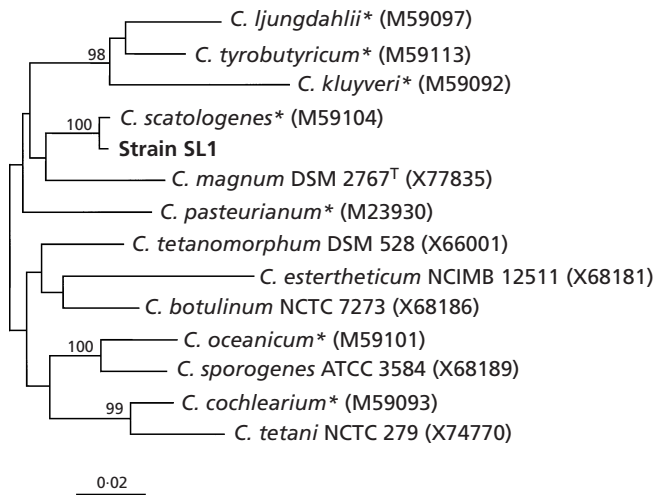 C. ljungdahlii* (M59097)
98
C. tyrobutyricum* (M59113)
C. kluyveri* (M59092)
C. scatologenes* (M59104)
100
Strain SL1
C. magnum DSM 2767T (X77835)
C. pasteurianum* (M23930)
C. tetanomorphum DSM 528 (X66001)
C. estertheticum NCIMB 12511 (X68181)
C. botulinum NCTC 7273 (X68186)
C. oceanicum* (M59101)
100
C. sporogenes ATCC 3584 (X68189)
C. cochlearium* (M59093)
99
C. tetani NCTC 279 (X74770)
0·02